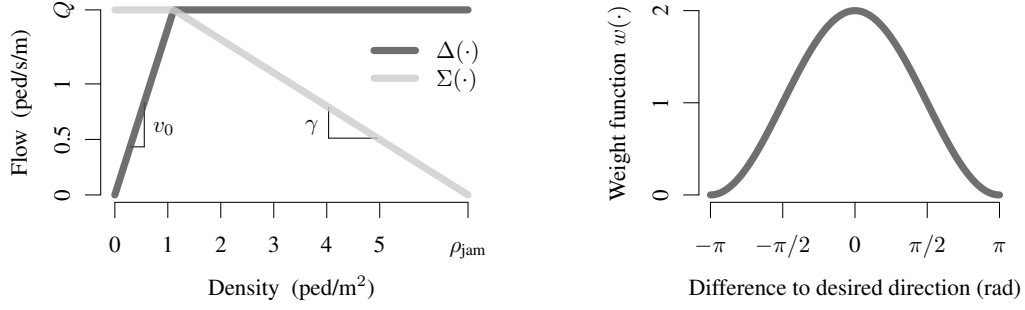 Flow (ped/s/m)
Q
1
0.5
0
Δ(·)
Σ(·)
v₀
γ
0 1 2 3 4 5 ρjam
Density (ped/m²)
Weight function w(·)
2
1
0
−π −π/2 0 π/2 π
Difference to desired direction (rad)